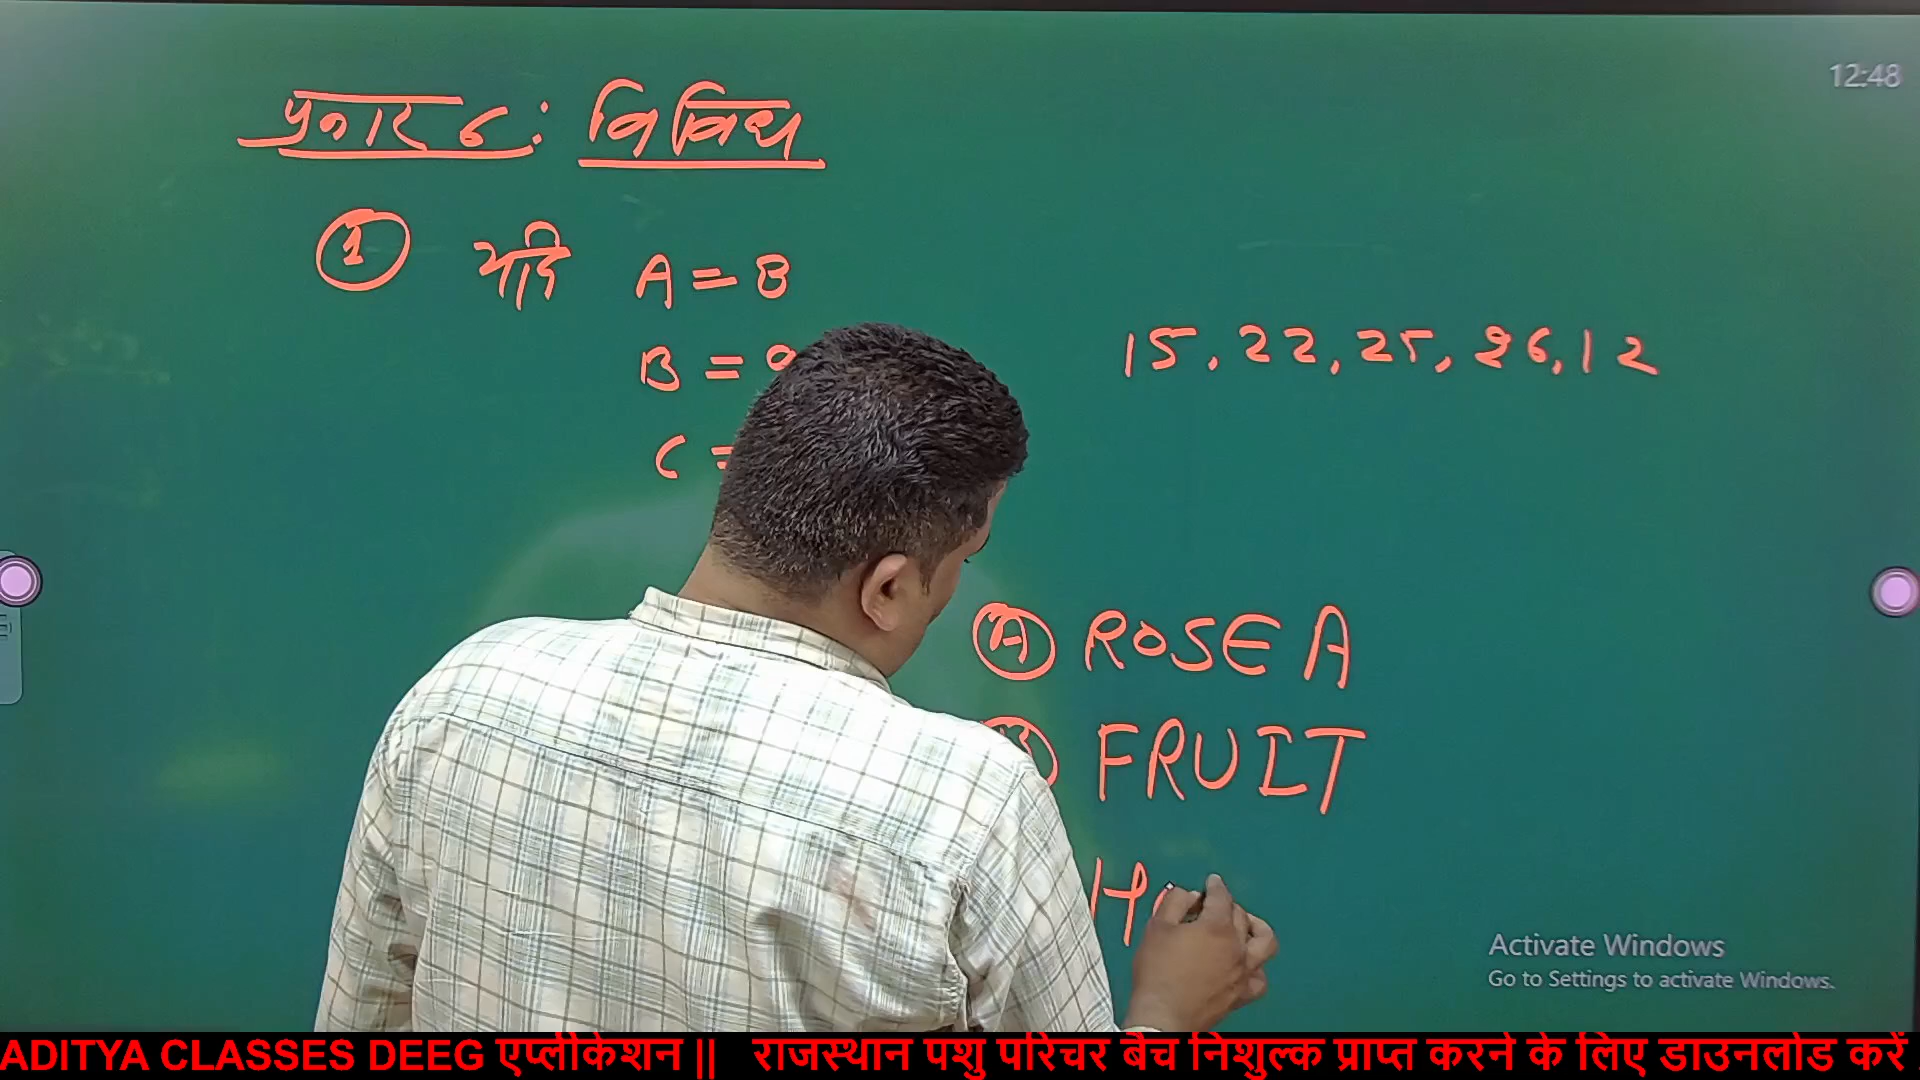 12:48
प्रकार 6: विविध
① यदि A = B
B =
C =
15, 22, 25, 26, 12
Ⓐ ROSEA
Ⓑ FRUIT
H
Activate Windows
Go to Settings to activate Windows.
ADITYA CLASSES DEEG एप्लीकेशन || राजस्थान पशु परिचर बैच निशुल्क प्राप्त करने के लिए डाउनलोड करें